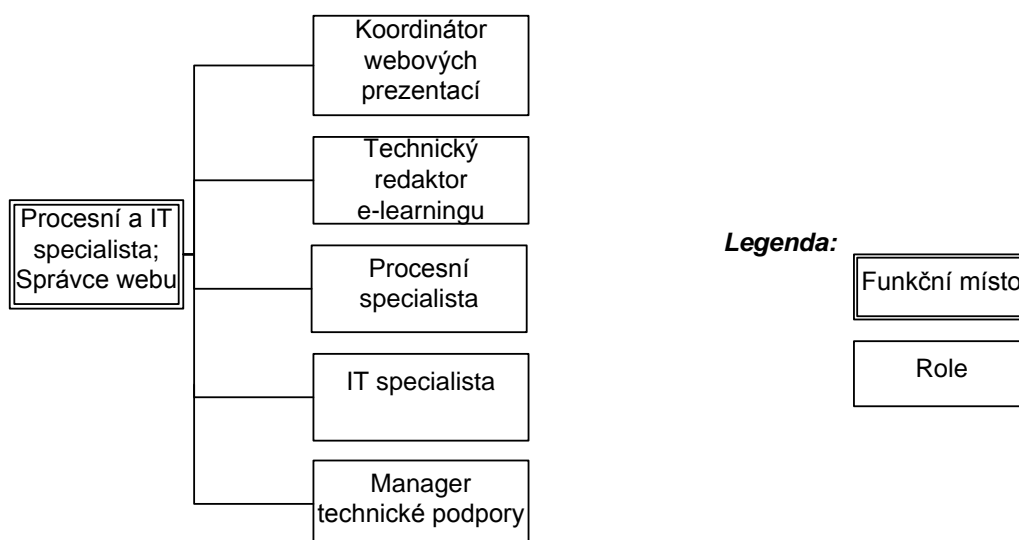 Koordinátor
webových
prezentací
Technický
redaktor
e-learningu
Procesní a IT
specialista;
Správce webu
Procesní
specialista
IT specialista
Manager
technické podpory
Legenda:
Funkční místo
Role